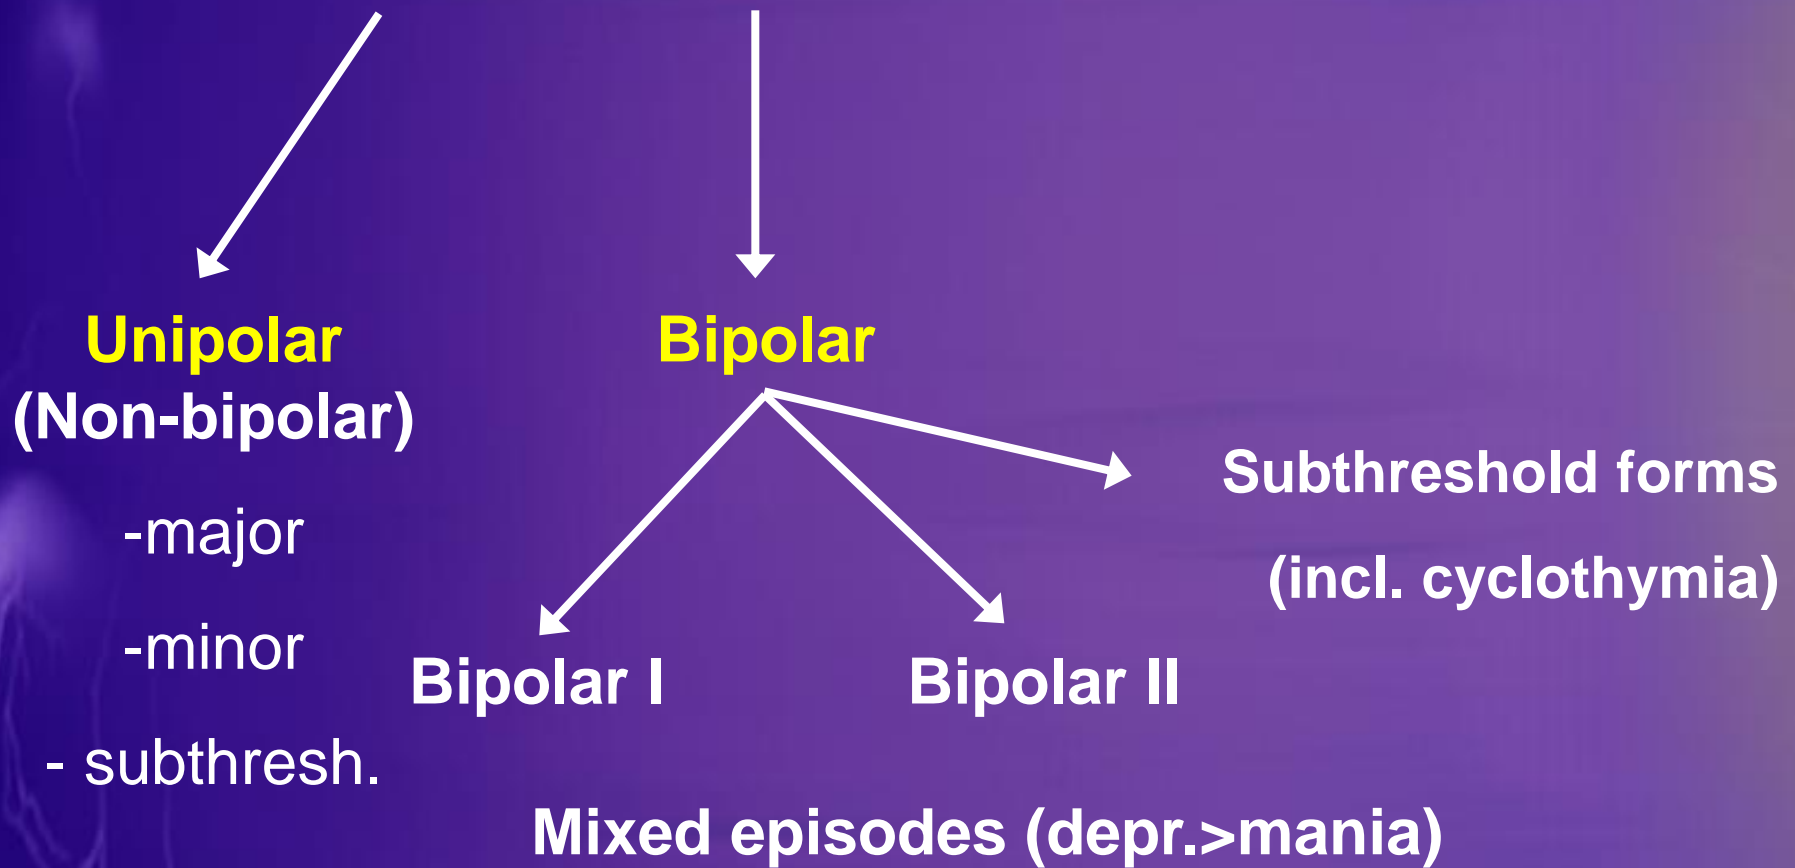 Unipolar
(Non-bipolar)
-major
-minor
- subthresh.
Bipolar
Subthreshold forms
(incl. cyclothymia)
Bipolar I
Bipolar II
Mixed episodes (depr.>mania)